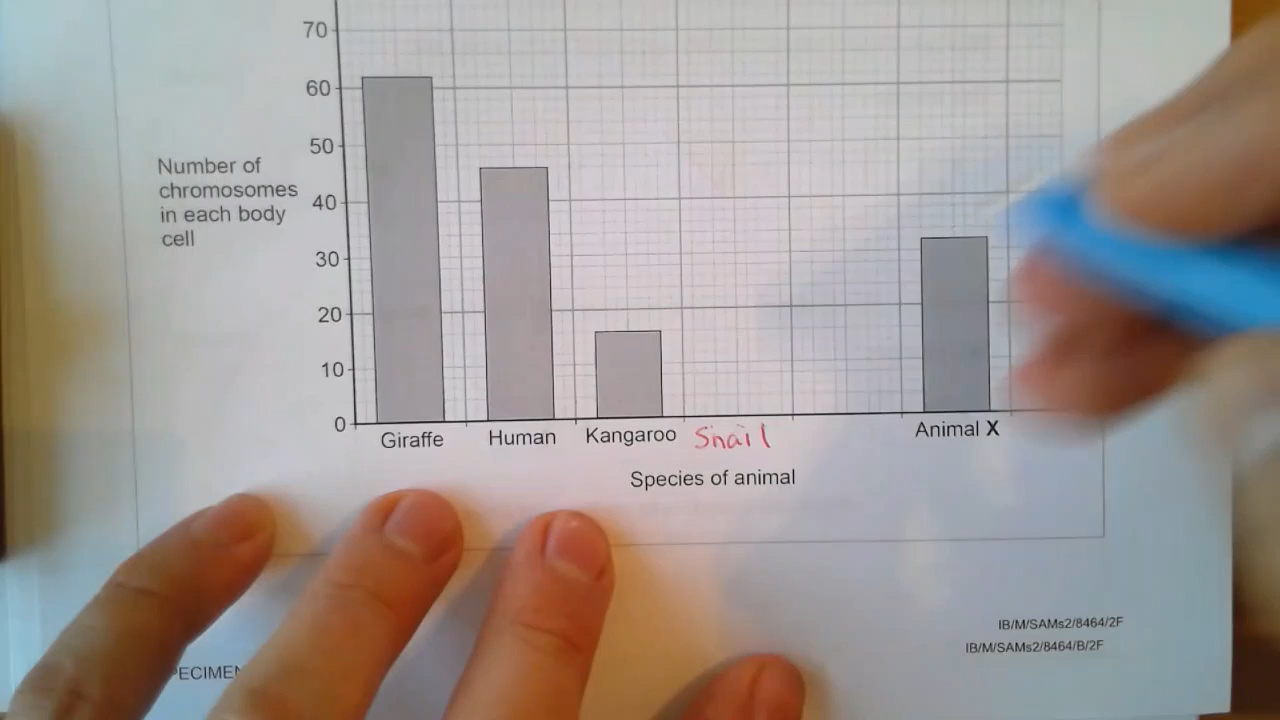 70
60
50
40
30
20
10
0
Number of
chromosomes
in each body
cell
Giraffe Human Kangaroo Snail Animal X
Species of animal
IB/M/SAMs2/8464/2F
IB/M/SAMs2/8464/B/2F